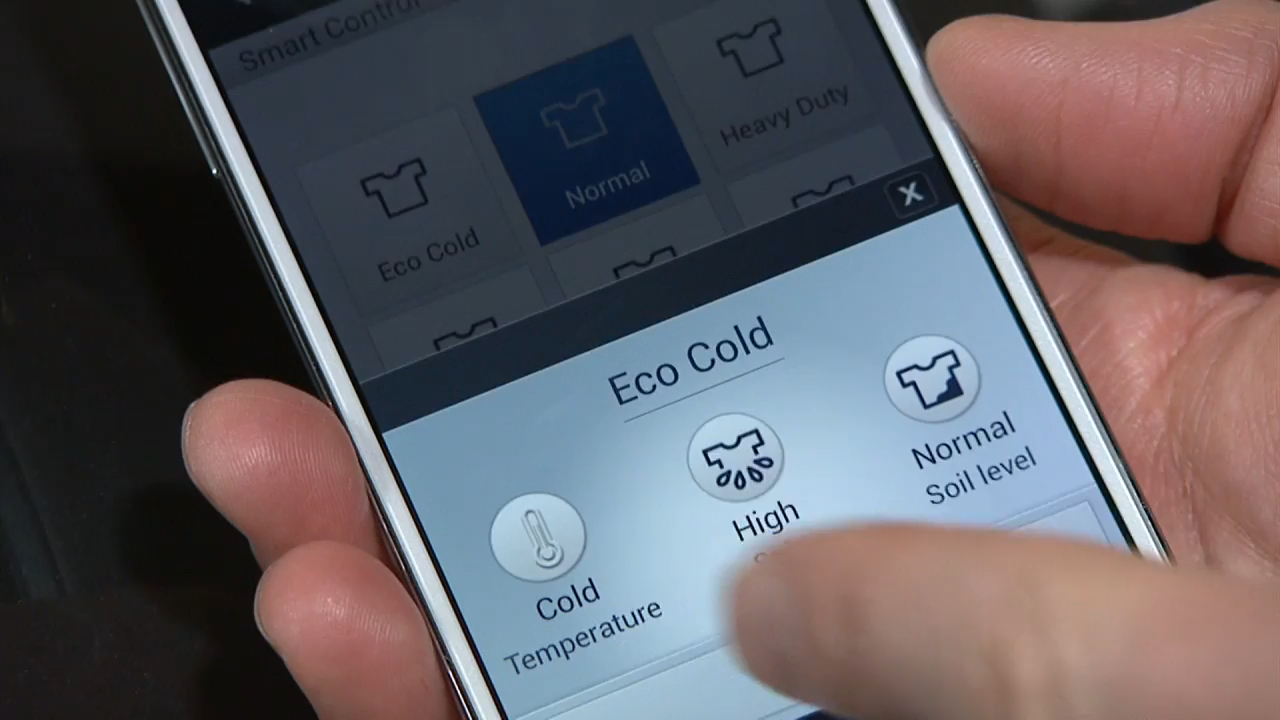 Smart Control
Eco Cold
Normal
Heavy Duty
X
Eco Cold
Cold
Temperature
High
Normal
Soil level